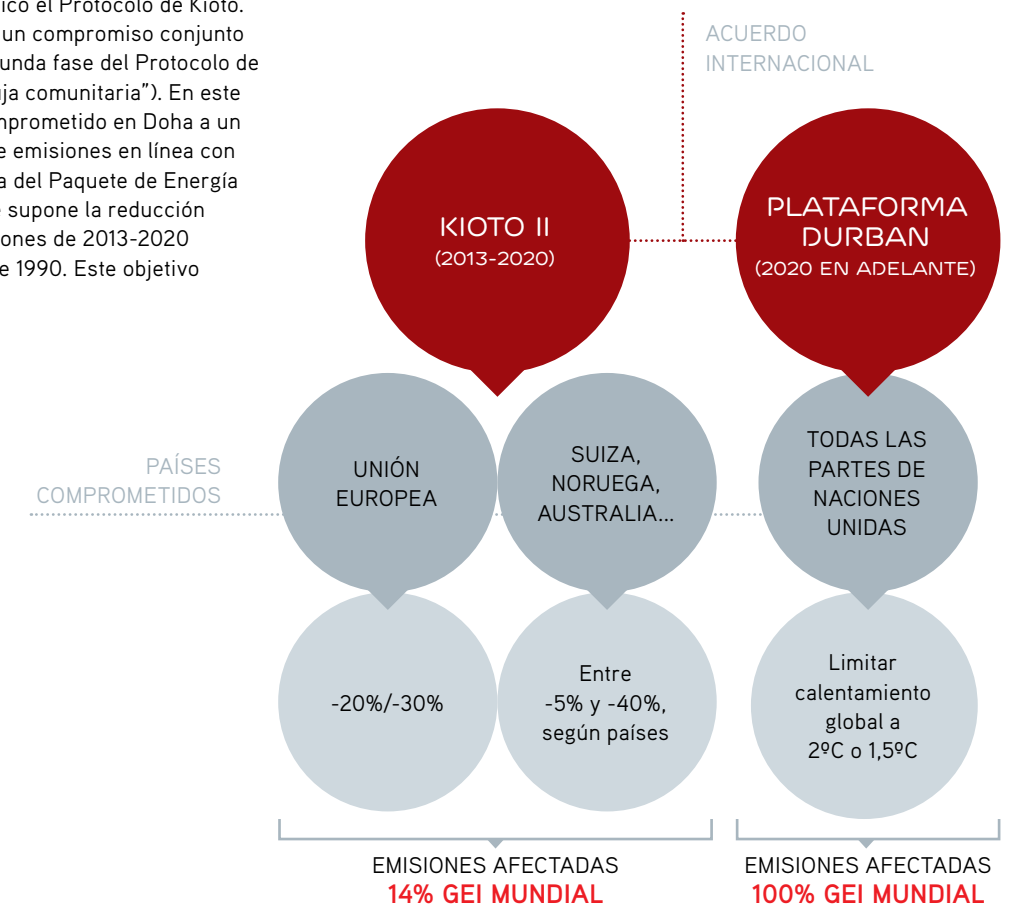 ico el Protocolo de Kioto.
un compromiso conjunto
unda fase del Protocolo de
ja comunitaria"). En este
mprometido en Doha a un
e emisiones en línea con
a del Paquete de Energía
supone la reducción
ones de 2013-2020
e 1990. Este objetivo
ACUERDO
INTERNACIONAL
KIOTO II
(2013-2020)
PLATAFORMA
DURBAN
(2020 EN ADELANTE)
PAÍSES
COMPROMETIDOS
UNIÓN
EUROPEA
SUIZA,
NORUEGA,
AUSTRALIA...
TODAS LAS
PARTES DE
NACIONES
UNIDAS
-20%/-30%
Entre
-5% y -40%,
según países
Limitar
calentamiento
global a
2ºC o 1,5ºC
EMISIONES AFECTADAS
14% GEI MUNDIAL
EMISIONES AFECTADAS
100% GEI MUNDIAL